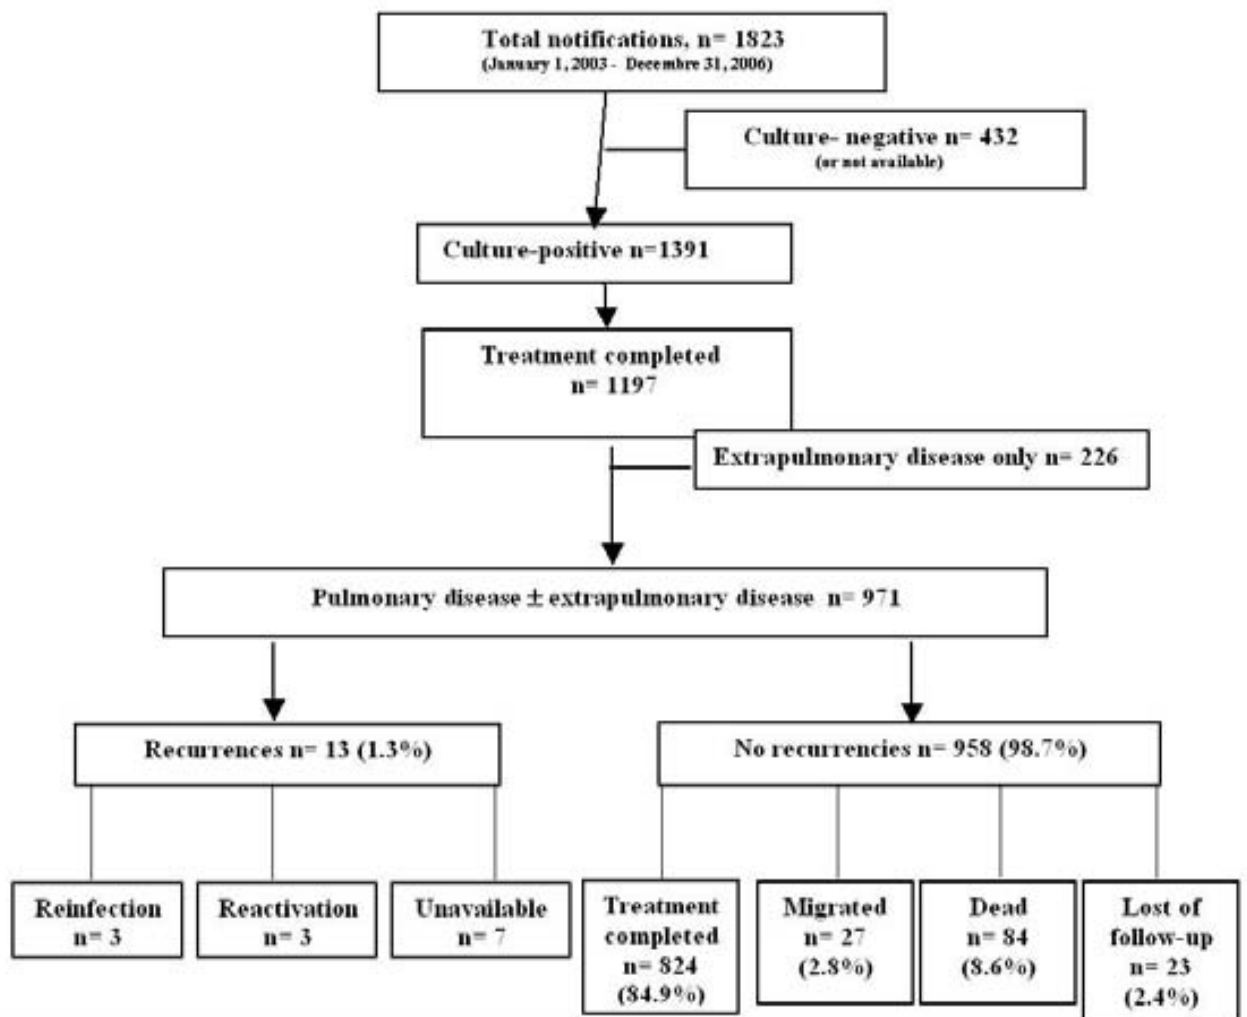 Total notifications, n= 1823
(January 1, 2003 - Decembre 31, 2006)
Culture- negative n= 432
(or not available)
Culture-positive n=1391
Treatment completed
n= 1197
Extrapulmonary disease only n= 226
Pulmonary disease ± extrapulmonary disease n= 971
Recurrences n= 13 (1.3%)
No recurrencies n= 958 (98.7%)
Reinfection
n= 3
Reactivation
n= 3
Unavailable
n= 7
Treatment
completed
n= 824
(84.9%)
Migrated
n= 27
(2.8%)
Dead
n= 84
(8.6%)
Lost of
follow-up
n= 23
(2.4%)